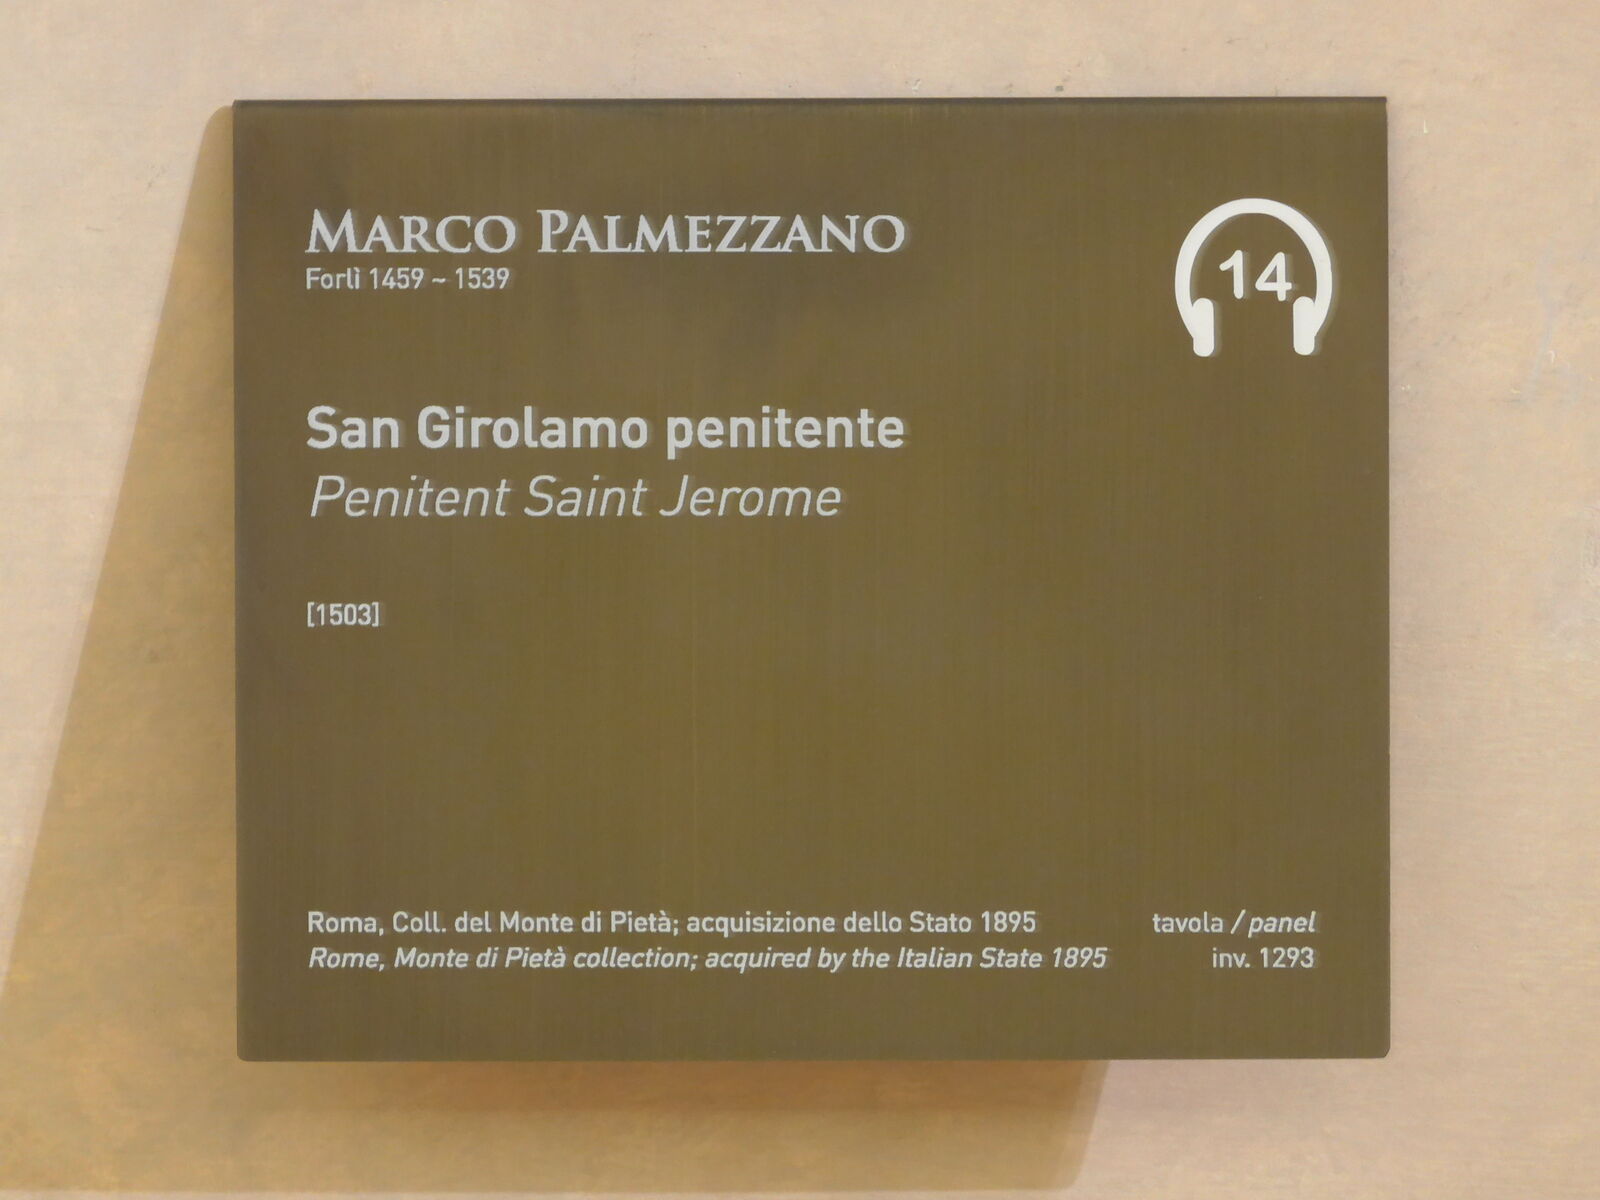 MARCO PALMEZZANO
Forlì 1459 ~ 1539
14
San Girolamo penitente
Penitent Saint Jerome
[1503]
Roma, Coll. del Monte di Pietà; acquisizione dello Stato 1895
Rome, Monte di Pietà collection; acquired by the Italian State 1895
tavola / panel
inv. 1293